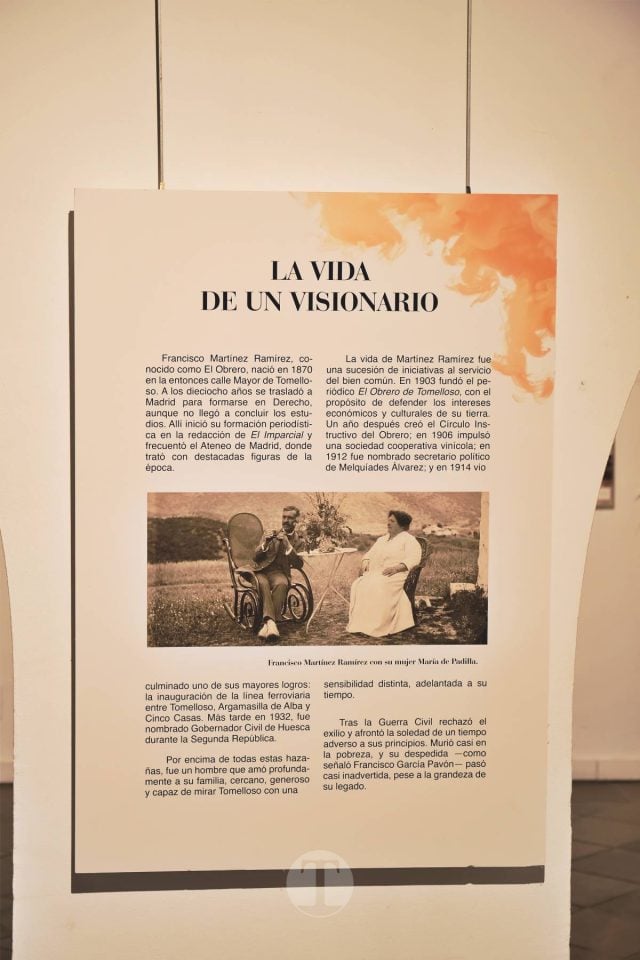 LA VIDA
DE UN VISIONARIO
Francisco Martínez Ramírez, co-
nocido como El Obrero, nació en 1870
en la entonces calle Mayor de Tomello-
so. A los dieciocho años se trasladó a
Madrid para formarse en Derecho,
aunque no llegó a concluir los estu-
dios. Allí inició su formación periodísti-
ca en la redacción de El Imparcial y
frecuentó el Ateneo de Madrid, donde
trató con destacadas figuras de la
época.
La vida de Martínez Ramírez fue
una sucesión de iniciativas al servicio
del bien común. En 1903 fundó el pe-
riódico El Obrero de Tomelloso, con el
propósito de defender los intereses
económicos y culturales de su tierra.
Un año después creó el Círculo Ins-
tructivo del Obrero; en 1906 impulsó
una sociedad cooperativa vinícola; en
1912 fue nombrado secretario político
de Melquíades Álvarez; y en 1914 vio
Francisco Martínez Ramírez con su mujer María de Padilla.
culminado uno de sus mayores logros:
la inauguración de la línea ferroviaria
entre Tomelloso, Argamasilla de Alba y
Cinco Casas. Más tarde en 1932, fue
nombrado Gobernador Civil de Huesca
durante la Segunda República.
Por encima de todas estas haza-
ñas, fue un hombre que amó profunda-
mente a su familia, cercano, generoso
y capaz de mirar Tomelloso con una
sensibilidad distinta, adelantada a su
tiempo.
Tras la Guerra Civil rechazó el
exilio y afrontó la soledad de un tiempo
adverso a sus principios. Murió casi en
la pobreza, y su despedida —como
señaló Francisco García Pavón— pasó
casi inadvertida, pese a la grandeza de
su legado.
T